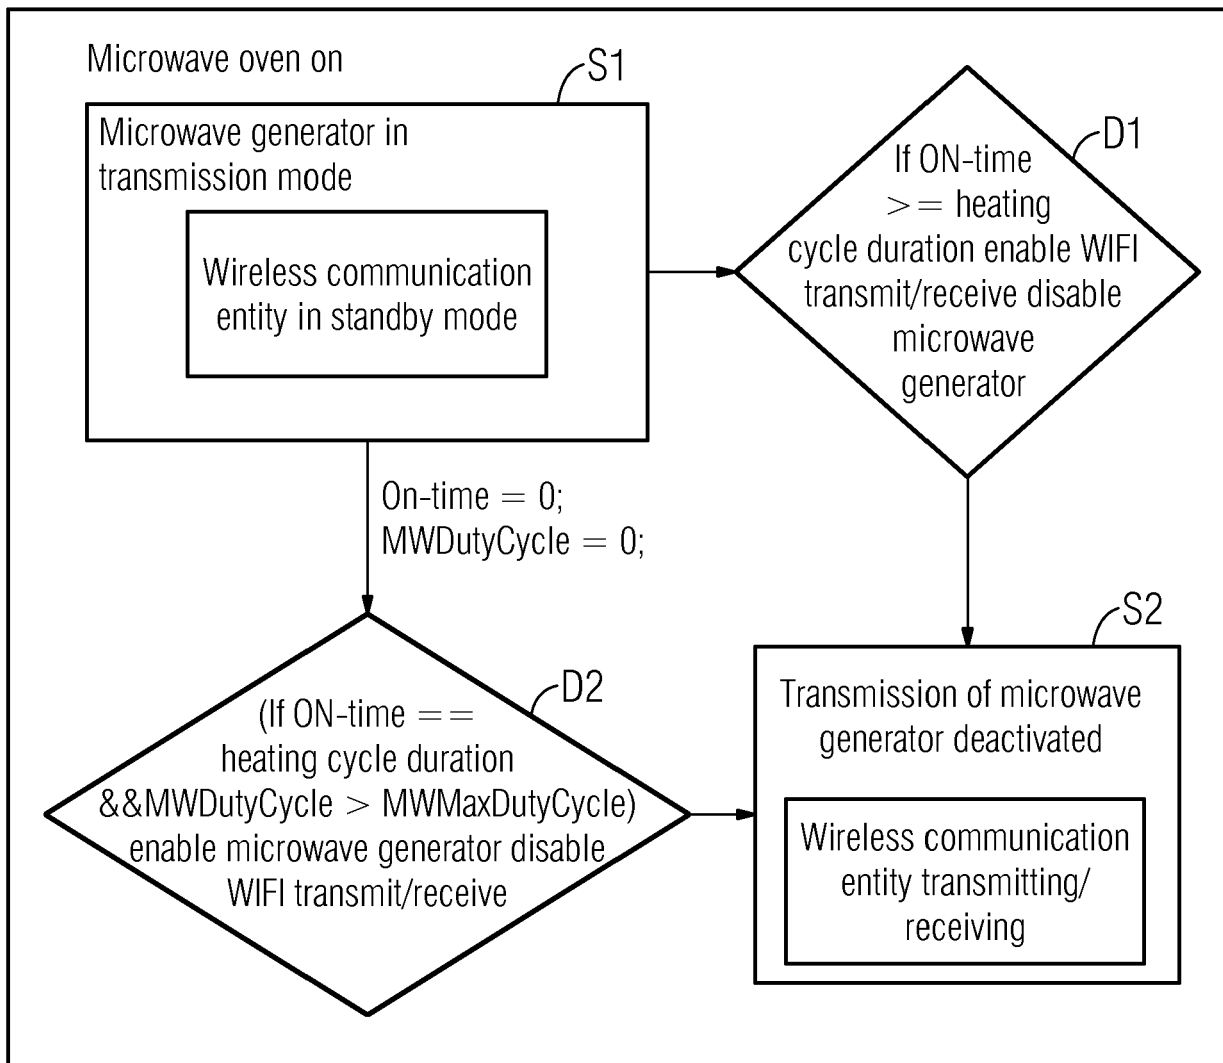 Microwave oven on
S1
Microwave generator in
transmission mode
Wireless communication
entity in standby mode
D1
If ON-time
>= heating
cycle duration enable WIFI
transmit/receive disable
microwave
generator
On-time = 0;
MWDutyCycle = 0;
D2
(If ON-time ==
heating cycle duration
&&MWDutyCycle > MWMaxDutyCycle)
enable microwave generator disable
WIFI transmit/receive
S2
Transmission of microwave
generator deactivated
Wireless communication
entity transmitting/
receiving